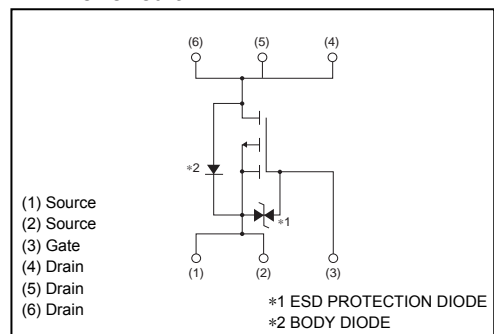 (6) (5) (4)
*2
*1
(1) Source
(2) Source
(3) Gate
(4) Drain
(5) Drain
(6) Drain
(1) (2) (3)
*1 ESD PROTECTION DIODE
*2 BODY DIODE